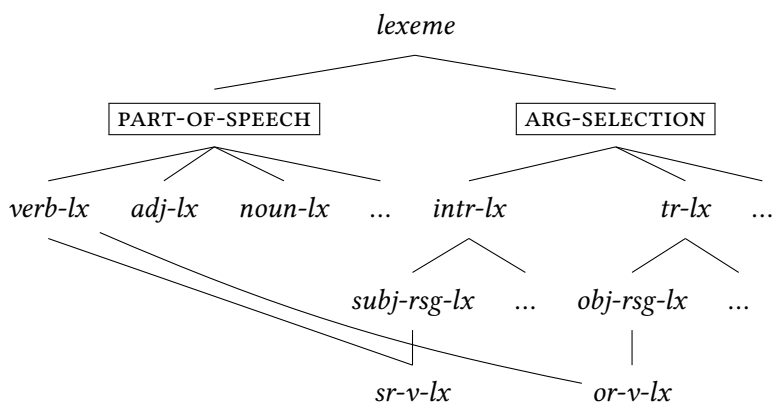 lexeme
PART-OF-SPEECH ARG-SELECTION
verb-lx adj-lx noun-lx ... intr-lx tr-lx ...
subj-rsg-lx ... obj-rsg-lx ...
sr-v-lx or-v-lx